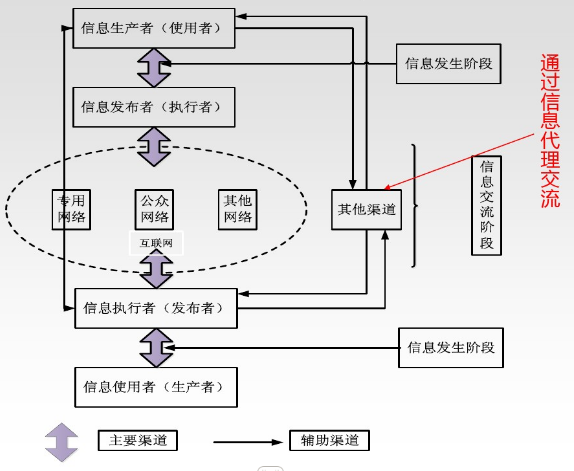 信息生产者（使用者）
信息发生阶段
信息发布者（执行者）
通过信息代理交流
专用
网络
公众
网络
其他
网络
互联网
其他渠道
信息交流阶段
信息执行者（发布者）
信息发生阶段
信息使用者（生产者）
主要渠道
辅助渠道